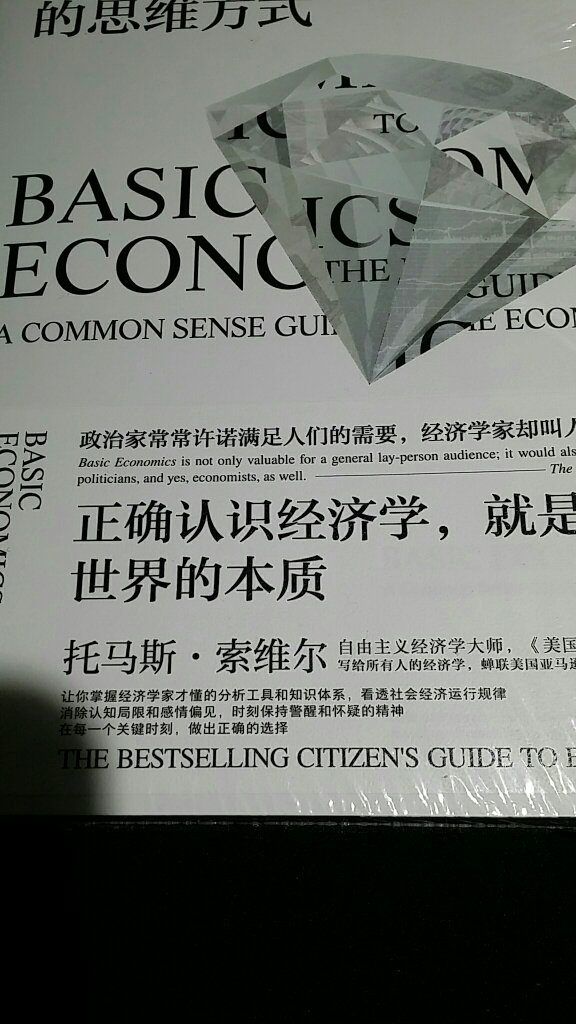 的思维方式
TO
BASIC
ECONOMICS
THE
GUID
A COMMON SENSE GUI
E ECON
政治家常常许诺满足人们的需要，经济学家却叫人
Basic Economics is not only valuable for a general lay-person audience; it would als
politicians, and yes, economists, as well. The
正确认识经济学，就是
世界的本质
托马斯·索维尔
自由主义经济学大师，《美国
写给所有人的经济学，蝉联美国亚马逊
让你掌握经济学家才懂的分析工具和知识体系，看透社会经济运行规律
消除认知局限和感情偏见，时刻保持警醒和怀疑的精神
在每一个关键时刻，做出正确的选择
THE BESTSELLING CITIZEN'S GUIDE TO E
BASIC
ECONOMICS